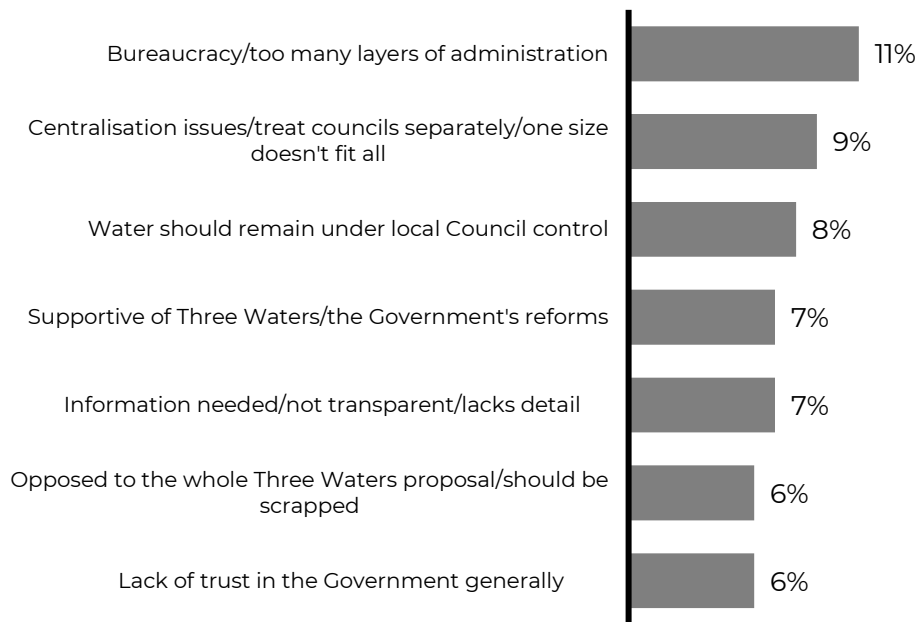 Bureaucracy/too many layers of administration
11%
Centralisation issues/treat councils separately/one size
doesn't fit all
9%
Water should remain under local Council control
8%
Supportive of Three Waters/the Government's reforms
7%
Information needed/not transparent/lacks detail
7%
Opposed to the whole Three Waters proposal/should be
scrapped
6%
Lack of trust in the Government generally
6%